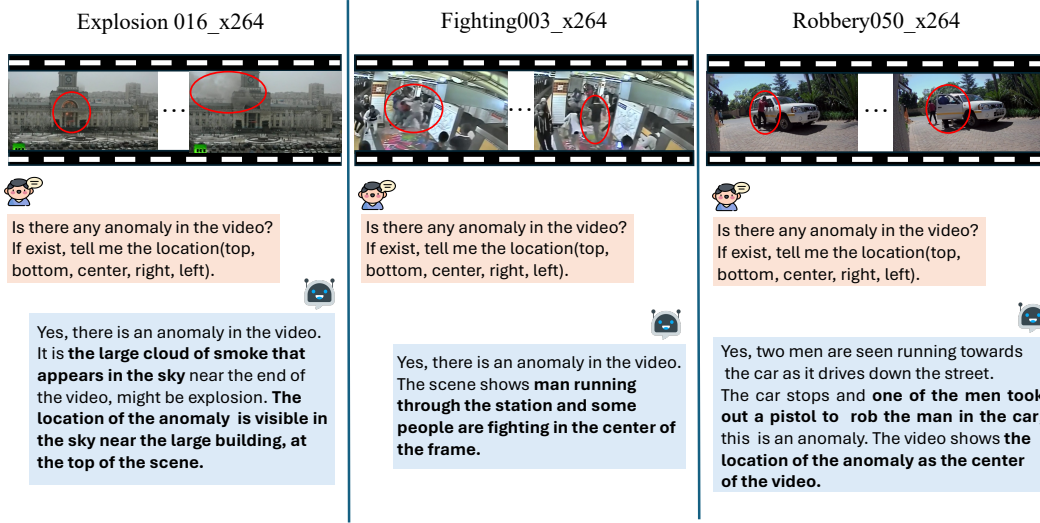 Explosion 016_x264
Is there any anomaly in the video?
If exist, tell me the location(top,
bottom, center, right, left).
Yes, there is an anomaly in the video.
It is the large cloud of smoke that
appears in the sky near the end of
the video, might be explosion. The
location of the anomaly is visible in
the sky near the large building, at
the top of the scene.
Fighting003_x264
Is there any anomaly in the video?
If exist, tell me the location(top,
bottom, center, right, left).
Yes, there is an anomaly in the video.
The scene shows man running
through the station and some
people are fighting in the center of
the frame.
Robbery050_x264
Is there any anomaly in the video?
If exist, tell me the location(top,
bottom, center, right, left).
Yes, two men are seen running towards
the car as it drives down the street.
The car stops and one of the men took
out a pistol to rob the man in the car,
this is an anomaly. The video shows the
location of the anomaly as the center
of the video.